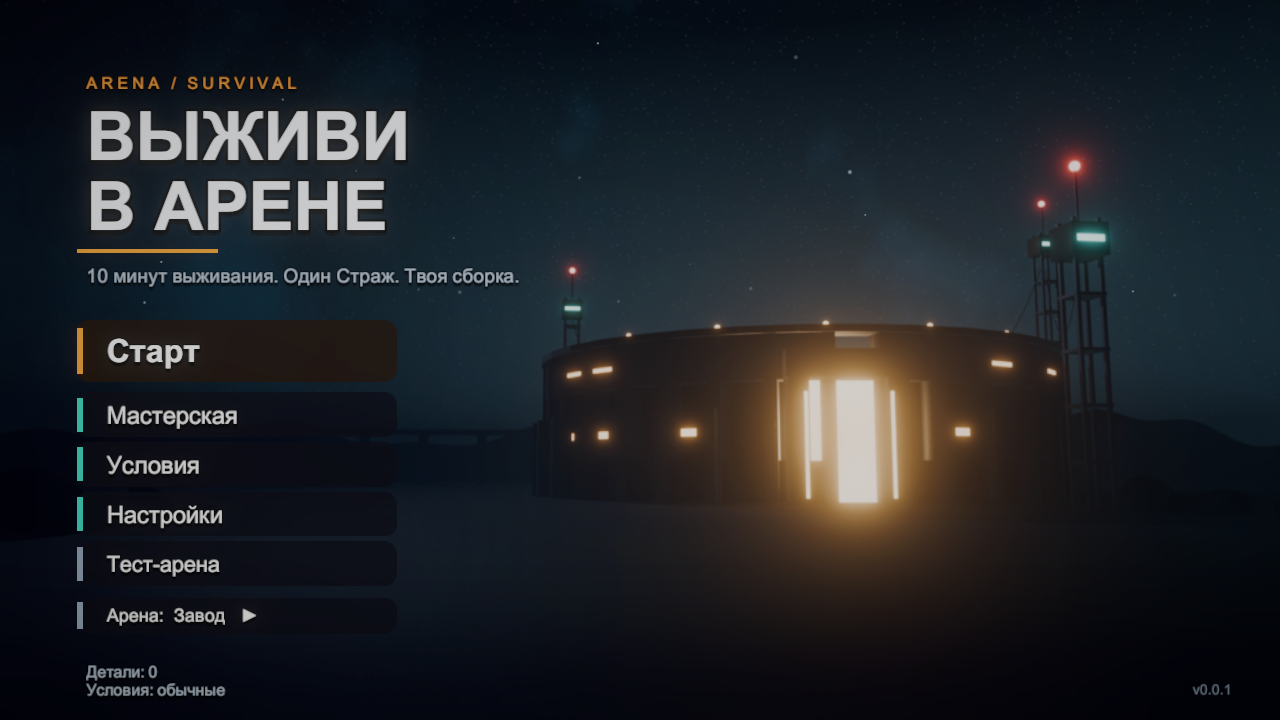 ARENA / SURVIVAL
ВЫЖИВИ
В АРЕНЕ
10 минут выживания. Один Страж. Твоя сборка.
Старт
Мастерская
Условия
Настройки
Тест-арена
Арена: Завод ►
Детали: 0
Условия: обычные
v0.0.1